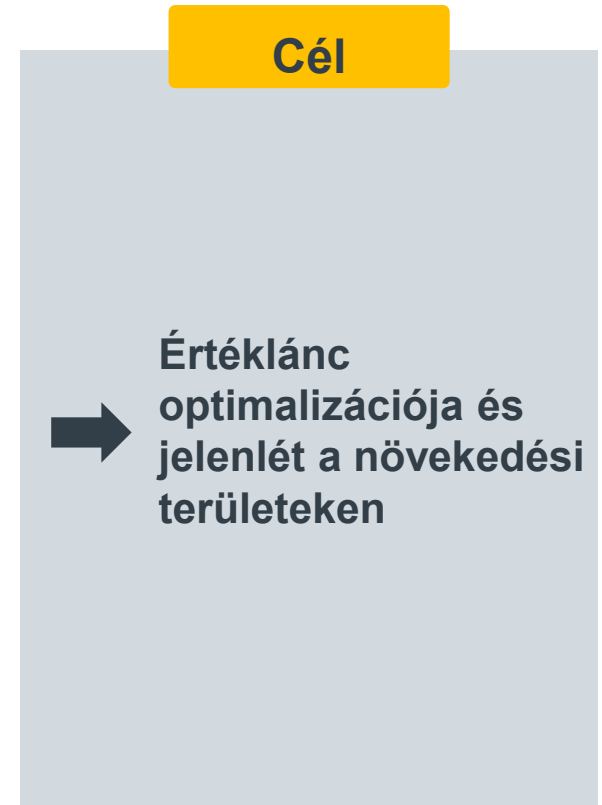 Cél
Értéklánc
optimalizációja és
jelenlét a növekedési
területeken